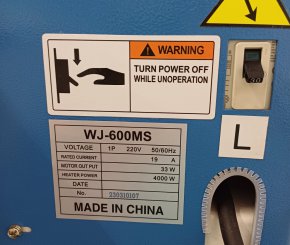 WARNING
TURN POWER OFF
WHILE UNOPERATION
L
WJ-600MS
VOLTAGE 1P 220V 50/60Hz
RATED CURRENT 19 A
MOTOR OUT PUT 33 W
HEATER POWER 4000 W
DATE
No. 230310107
MADE IN CHINA